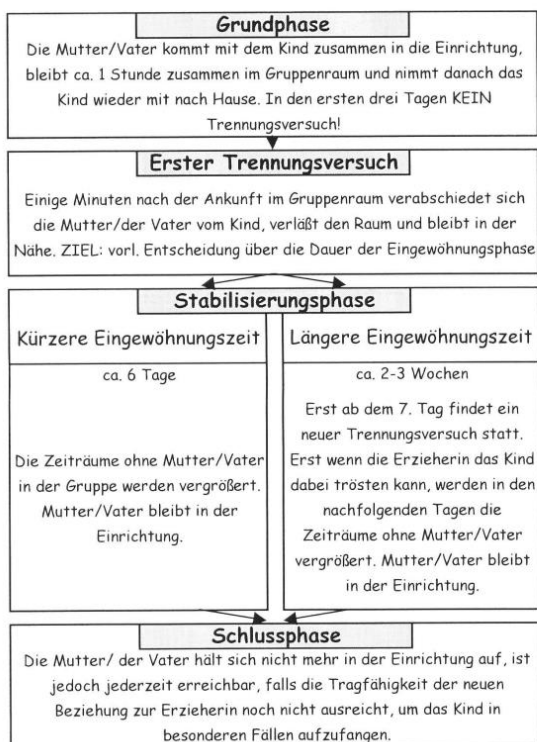 Grundphase
Die Mutter/Vater kommt mit dem Kind zusammen in die Einrichtung,
bleibt ca. 1 Stunde zusammen im Gruppenraum und nimmt danach das
Kind wieder mit nach Hause. In den ersten drei Tagen KEIN
Trennungsversuch!
Erster Trennungsversuch
Einige Minuten nach der Ankunft im Gruppenraum verabschiedet sich
die Mutter/der Vater vom Kind, verläßt den Raum und bleibt in der
Nähe. ZIEL: vorl. Entscheidung über die Dauer der Eingewöhnungsphase
Stabilisierungsphase
Kürzere Eingewöhnungszeit
ca. 6 Tage
Die Zeiträume ohne Mutter/Vater
in der Gruppe werden vergrößert.
Mutter/Vater bleibt in der
Einrichtung.
Längere Eingewöhnungszeit
ca. 2-3 Wochen
Erst ab dem 7. Tag findet ein
neuer Trennungsversuch statt.
Erst wenn die Erzieherin das Kind
dabei trösten kann, werden in den
nachfolgenden Tagen die
Zeiträume ohne Mutter/Vater
vergrößert. Mutter/Vater bleibt
in der Einrichtung.
Schlussphase
Die Mutter/ der Vater hält sich nicht mehr in der Einrichtung auf, ist
jedoch jederzeit erreichbar, falls die Tragfähigkeit der neuen
Beziehung zur Erzieherin noch nicht ausreicht, um das Kind in
besonderen Fällen aufzufangen.